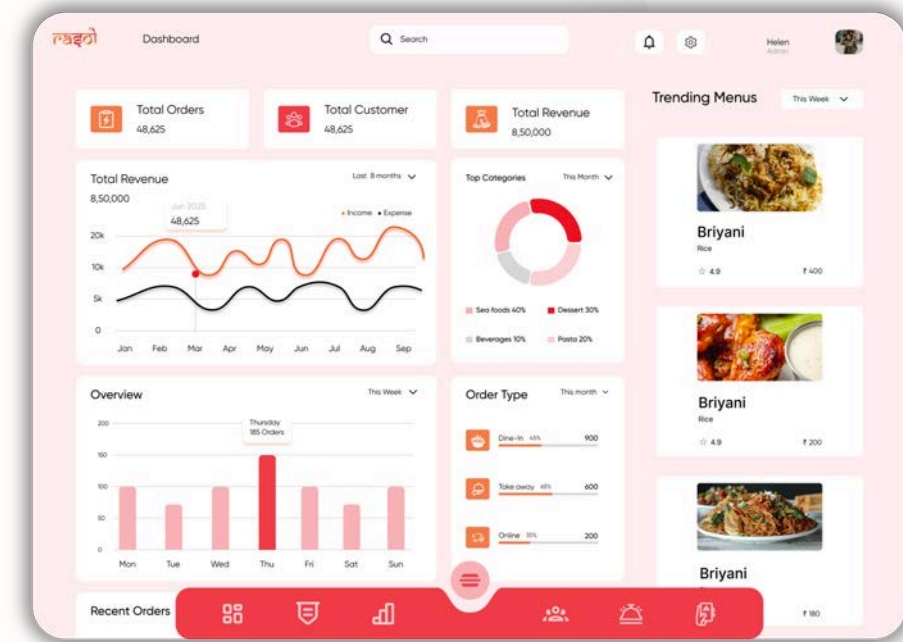 rasoi
Dashboard
Search
Helen
Admin
Total Orders
48,625
Total Customer
48,625
Total Revenue
8,50,000
Trending Menus
This Week
Total Revenue
Last 8 months
8,50,000
Jun 2025
48,625
Income
Expense
20k
10k
5k
0
Jan Feb Mar Apr May Jun Jul Aug Sep
Top Categories
This Month
Sea foods 40%
Dessert 30%
Beverages 10%
Pasta 20%
Briyani
Rice
4.9 ₹ 400
Briyani
Rice
4.9 ₹ 200
Briyani
₹ 180
Overview
This Week
200
150
100
50
0
Thursday
185 Orders
Mon Tue Wed Thu Fri Sat Sun
Order Type
This month
Dine-In 900
Take away 600
Online 200
Recent Orders